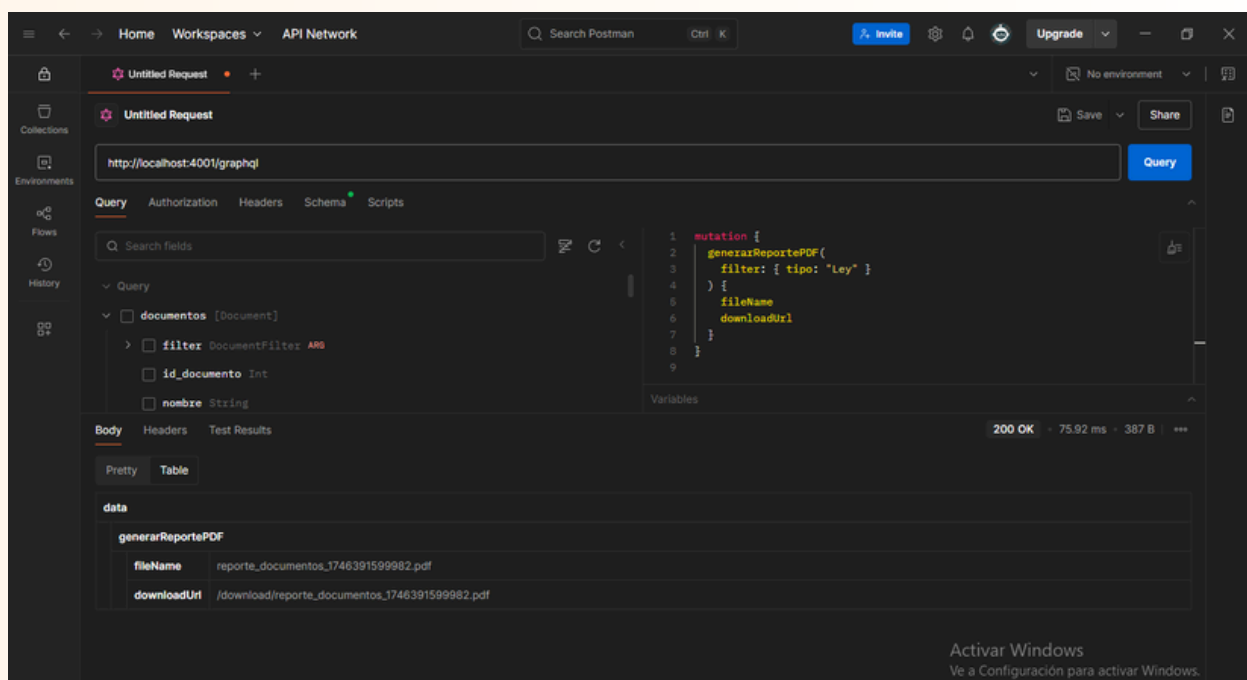 Home Workspaces API Network Search Postman Ctrl K Invite Upgrade
Untitled Request + No environment
Collections
Environments
Flows
History
Untitled Request Save Share
http://localhost:4001/graphql Query
Query Authorization Headers Schema Scripts
Search fields
Query
documentos [Document]
filter DocumentFilter ARG
id_documento Int
nombre String
1 mutation {
2 generarReportePDF(
3 filter: { tipo: "Ley" }
4 ) {
5 fileName
6 downloadUrl
7 }
8 }
9
Variables
Body Headers Test Results 200 OK • 75.92 ms • 387 B
Pretty Table
data
generarReportePDF
fileName reporte_documentos_1746391599982.pdf
downloadUrl /download/reporte_documentos_1746391599982.pdf
Activar Windows
Ve a Configuración para activar Windows.